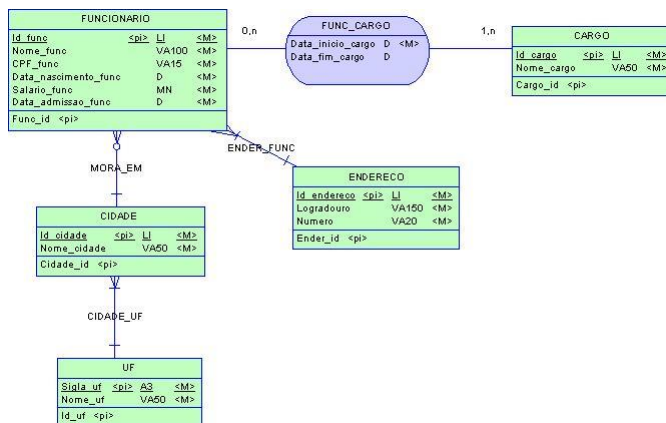 FUNCIONARIO
Id_func <pi> LI <M>
Nome_func VA100 <M>
CPF_func VA15 <M>
Data_nascimento_func D <M>
Salario_func MN <M>
Data_admissao_func D <M>
Func_id <pi>
0,n
FUNC_CARGO
Data_inicio_cargo D <M>
Data_fim_cargo D
1,n
CARGO
Id_cargo <pi> LI <M>
Nome_cargo VA50 <M>
Cargo_id <pi>
ENDER_FUNC
MORA_EM
ENDERECO
Id_endereco <pi> LI <M>
Logradouro VA150 <M>
Numero VA20 <M>
Ender_id <pi>
CIDADE
Id_cidade <pi> LI <M>
Nome_cidade VA50 <M>
Cidade_id <pi>
CIDADE_UF
UF
Sigla_uf <pi> A3 <M>
Nome_uf VA50 <M>
Id_uf <pi>